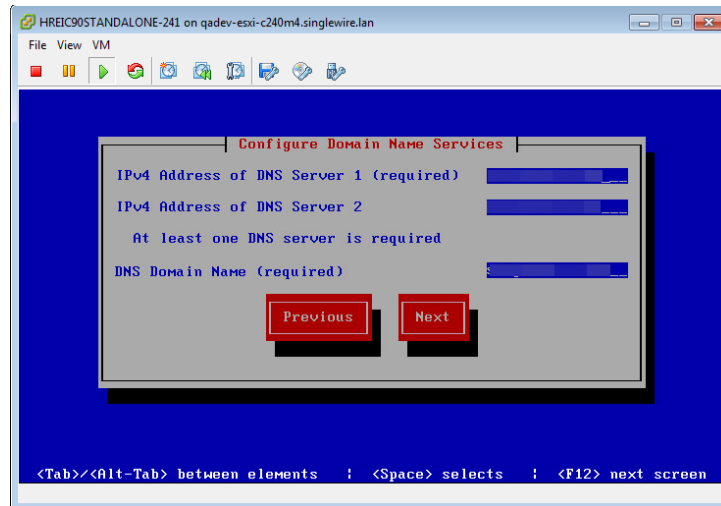 HREIC90STANDALONE-241 on qadev-esxi-c240m4.singlewire.lan
File View VM
Configure Domain Name Services
IPv4 Address of DNS Server 1 (required)
IPv4 Address of DNS Server 2
At least one DNS server is required
DNS Domain Name (required)
Previous Next
<Tab>/<Alt-Tab> between elements ¦ <Space> selects ¦ <F12> next screen